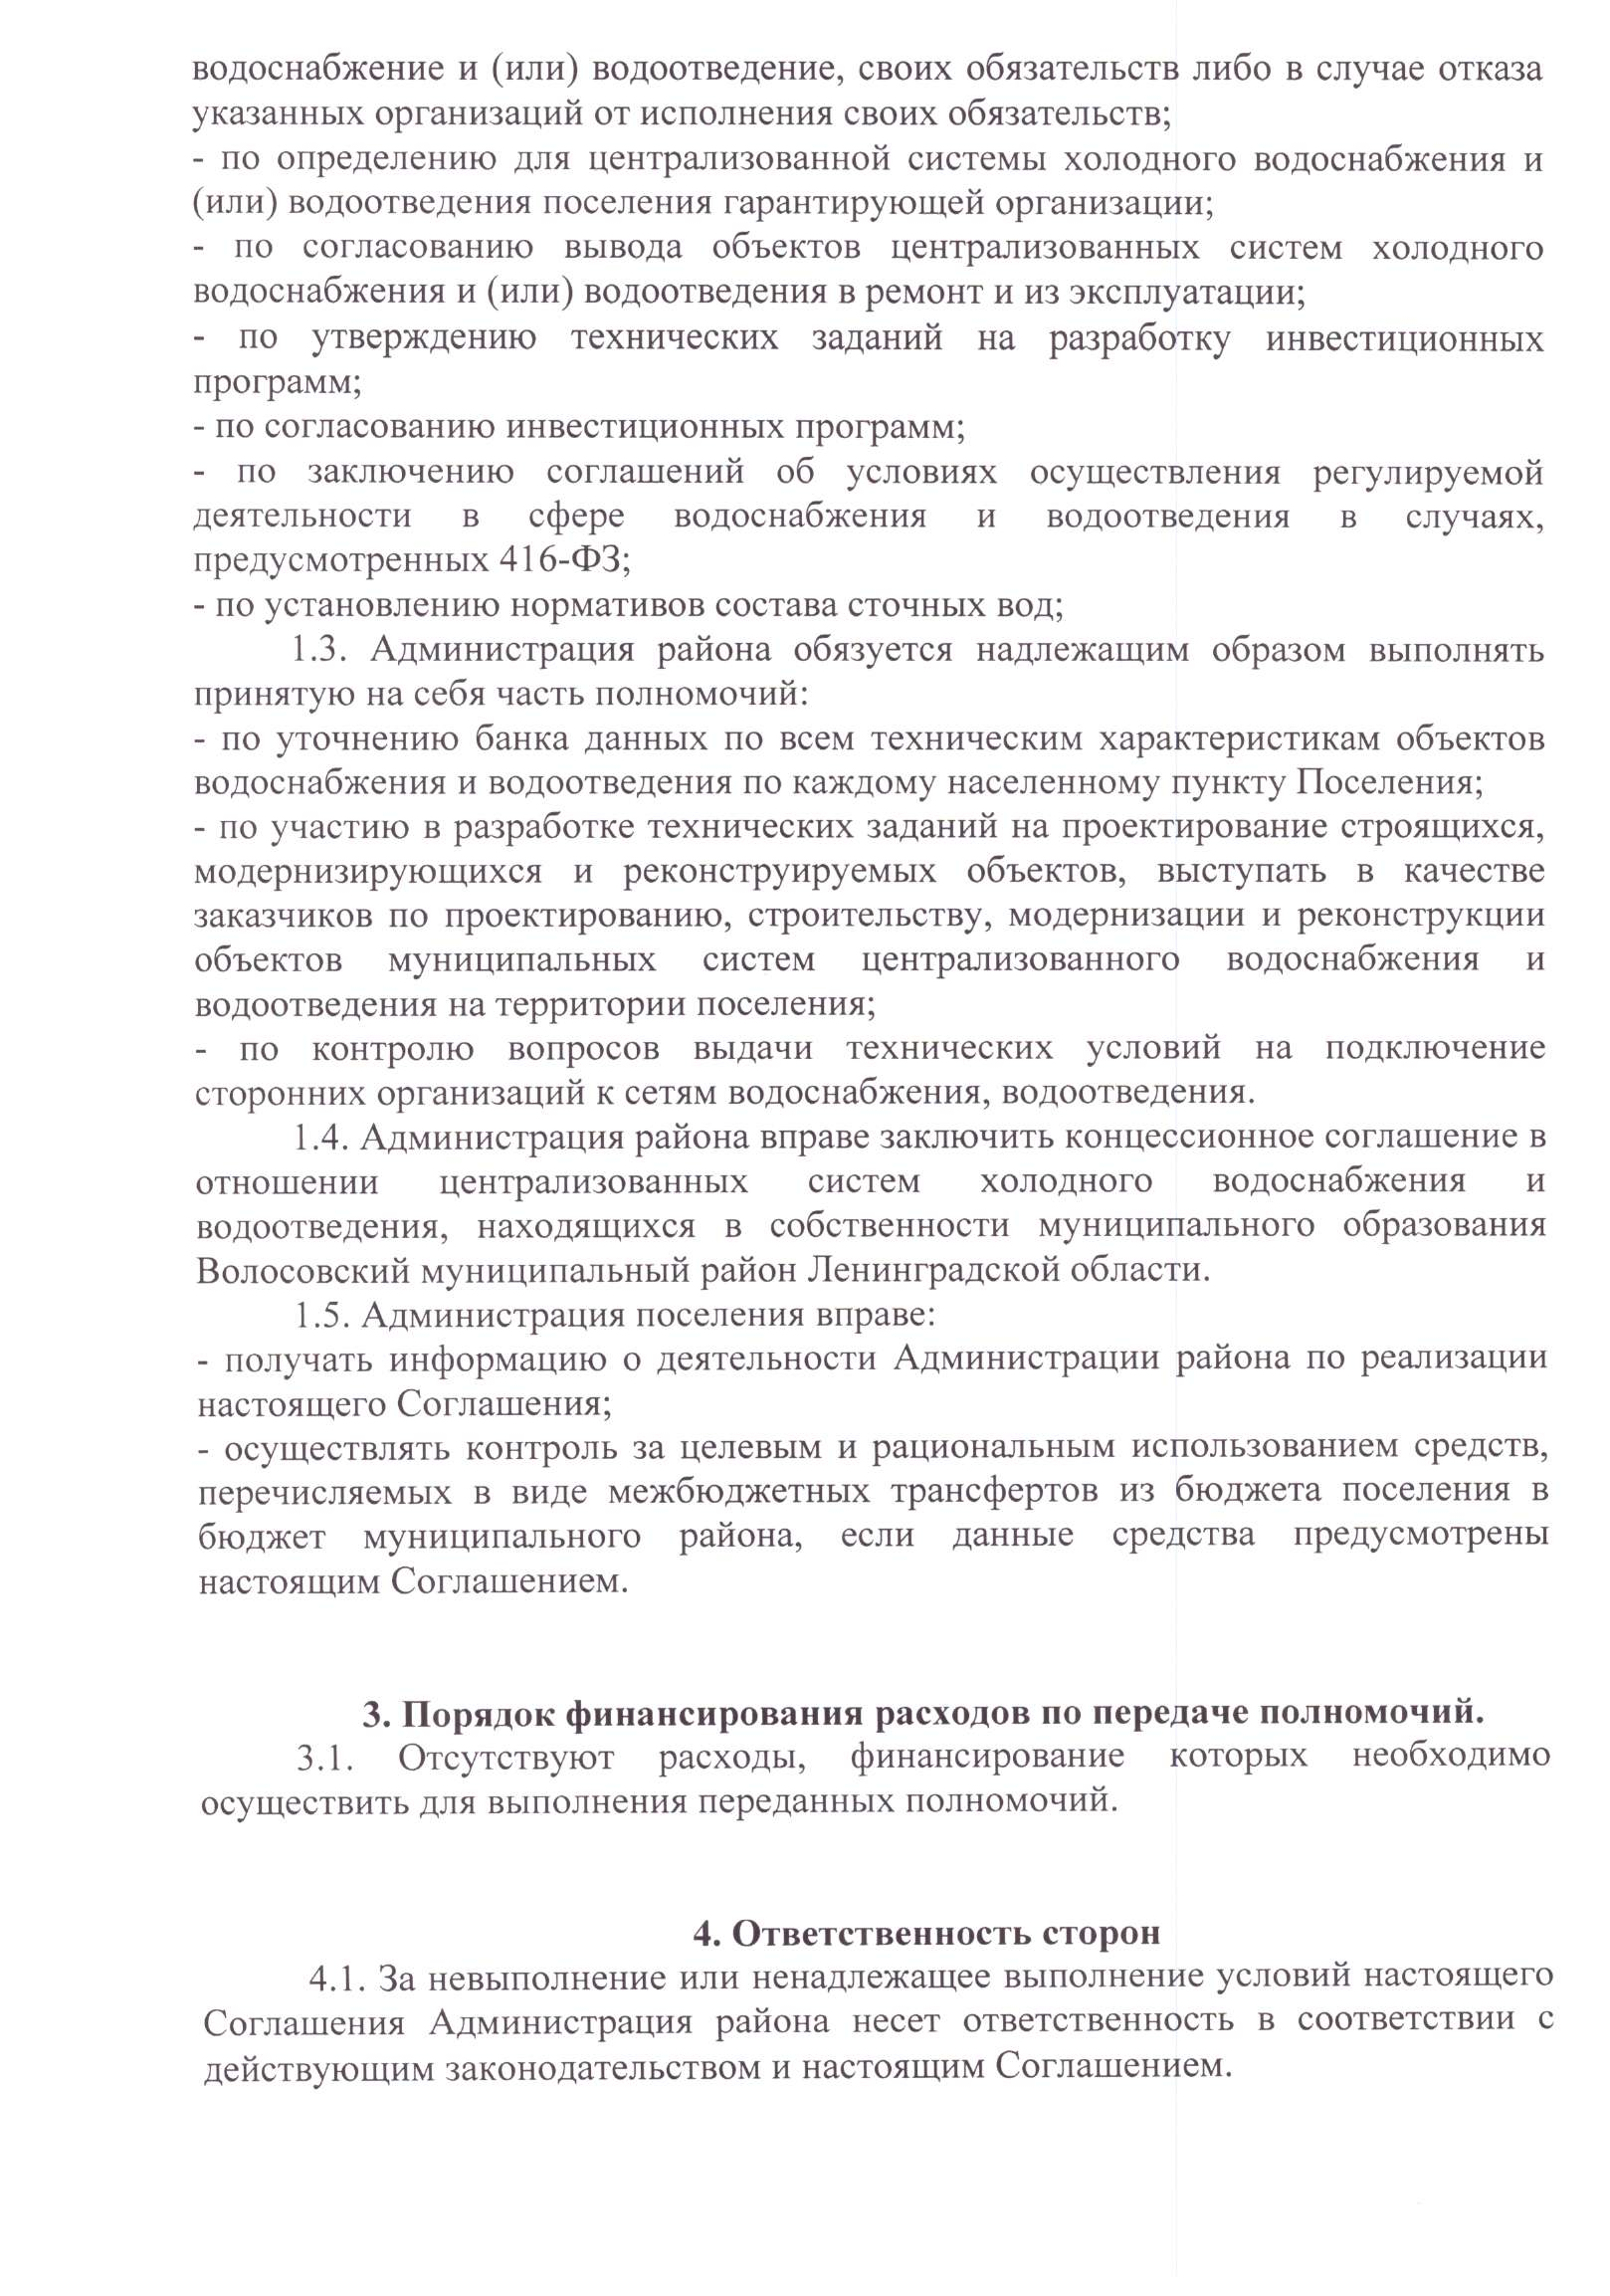 водоснабжение и (или) водоотведение, своих обязательств либо в случае отказа
указанных организаций от исполнения своих обязательств;
- по определению для централизованной системы холодного водоснабжения и
(или) водоотведения поселения гарантирующей организации;
- по согласованию вывода объектов централизованных систем холодного
водоснабжения и (или) водоотведения в ремонт и из эксплуатации;
- по утверждению технических заданий на разработку инвестиционных
программ;
- по согласованию инвестиционных программ;
- по заключению соглашений об условиях осуществления регулируемой
деятельности в сфере водоснабжения и водоотведения в случаях,
предусмотренных 416-ФЗ;
- по установлению нормативов состава сточных вод;
1.3. Администрация района обязуется надлежащим образом выполнять
принятую на себя часть полномочий:
- по уточнению банка данных по всем техническим характеристикам объектов
водоснабжения и водоотведения по каждому населенному пункту Поселения;
- по участию в разработке технических заданий на проектирование строящихся,
модернизирующихся и реконструируемых объектов, выступать в качестве
заказчиков по проектированию, строительству, модернизации и реконструкции
объектов муниципальных систем централизованного водоснабжения и
водоотведения на территории поселения;
- по контролю вопросов выдачи технических условий на подключение
сторонних организаций к сетям водоснабжения, водоотведения.
1.4. Администрация района вправе заключить концессионное соглашение в
отношении централизованных систем холодного водоснабжения и
водоотведения, находящихся в собственности муниципального образования
Волосовский муниципальный район Ленинградской области.
1.5. Администрация поселения вправе:
- получать информацию о деятельности Администрации района по реализации
настоящего Соглашения;
- осуществлять контроль за целевым и рациональным использованием средств,
перечисляемых в виде межбюджетных трансфертов из бюджета поселения в
бюджет муниципального района, если данные средства предусмотрены
настоящим Соглашением.
3. Порядок финансирования расходов по передаче полномочий.
3.1. Отсутствуют расходы, финансирование которых необходимо
осуществить для выполнения переданных полномочий.
4. Ответственность сторон
4.1. За невыполнение или ненадлежащее выполнение условий настоящего
Соглашения Администрация района несет ответственность в соответствии с
действующим законодательством и настоящим Соглашением.